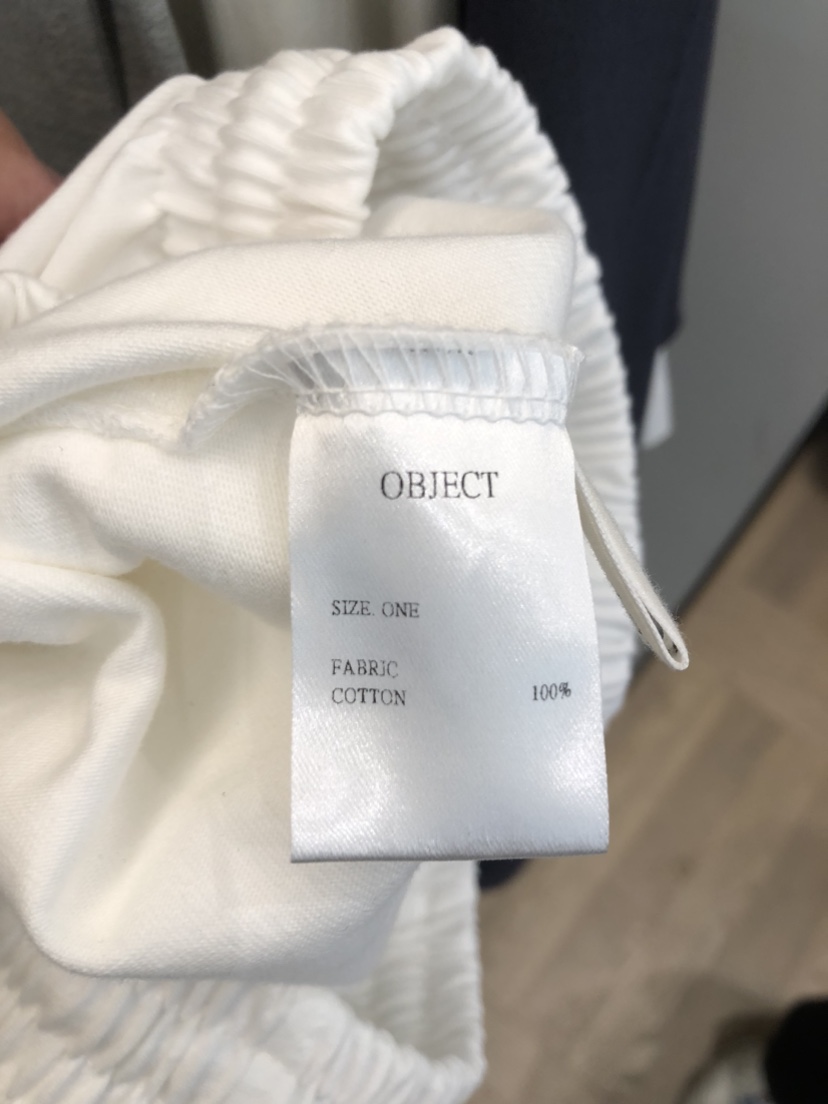 OBJECT
SIZE. ONE
FABRIC
COTTON 100%